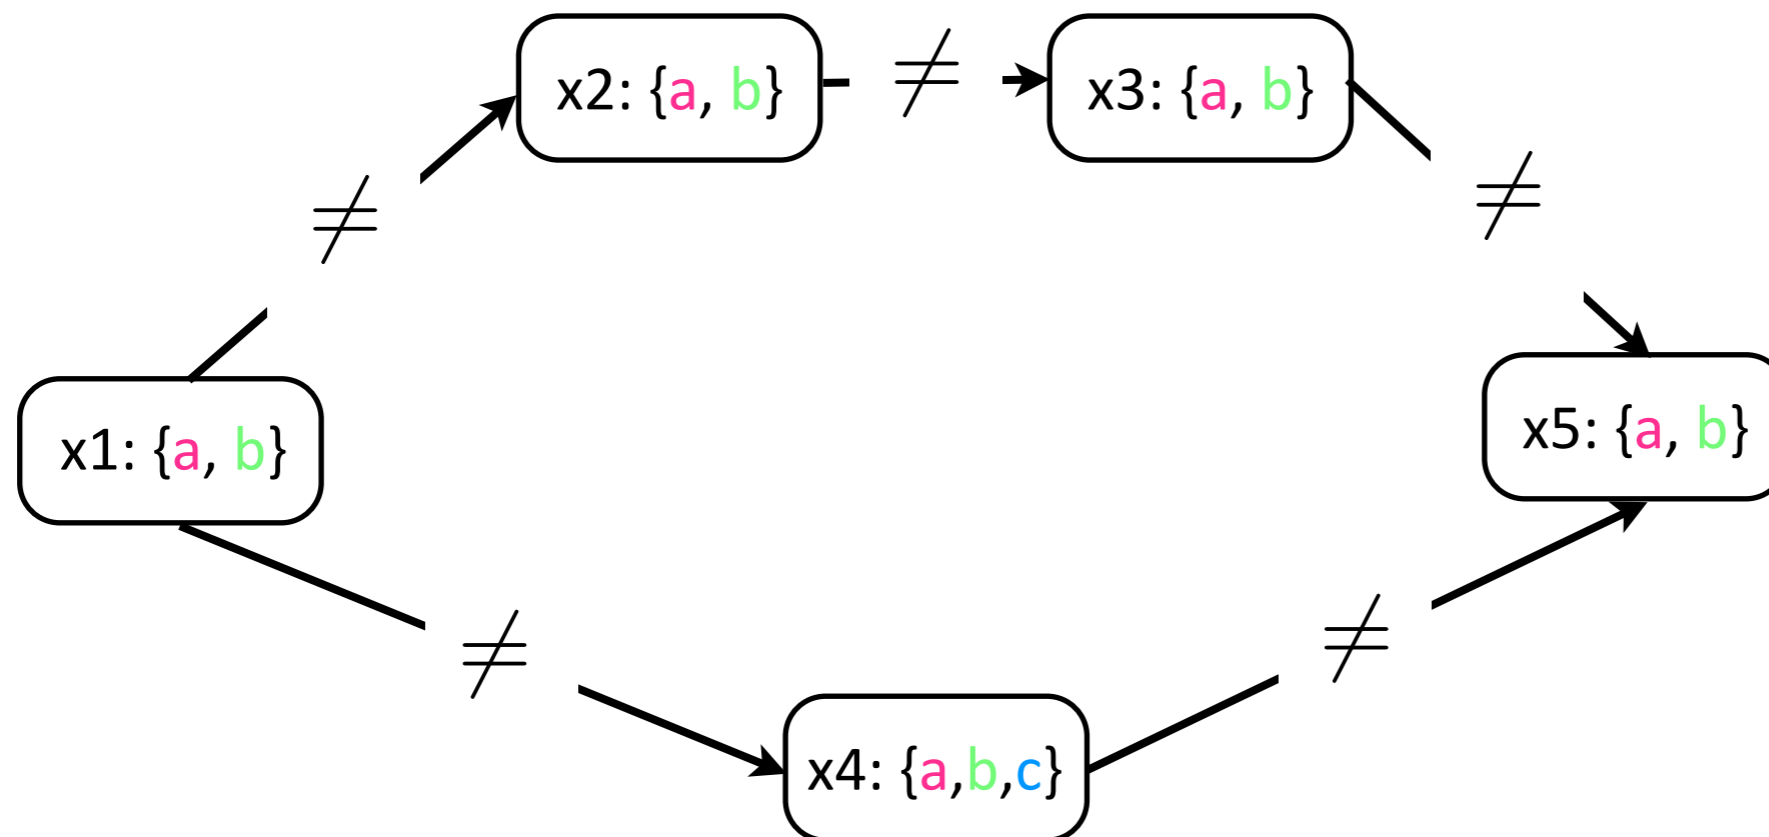 x2: {a, b}
≠
x3: {a, b}
≠
≠
x1: {a, b}
x5: {a, b}
≠
≠
x4: {a,b,c}